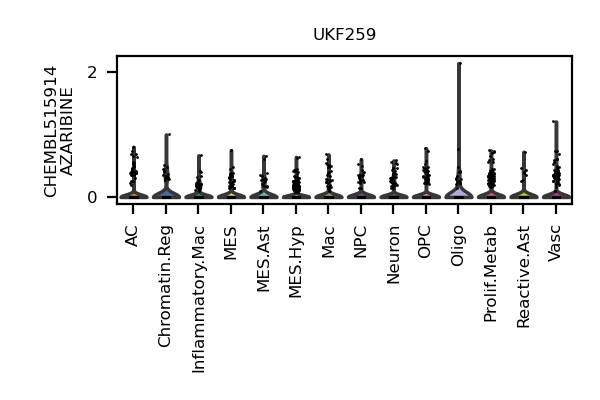 UKF259
CHEMBL515914
AZARIBINE
2
0
AC
Chromatin.Reg
Inflammatory.Mac
MES
MES.Ast
MES.Hyp
Mac
NPC
Neuron
OPC
Oligo
Prolif.Metab
Reactive.Ast
Vasc